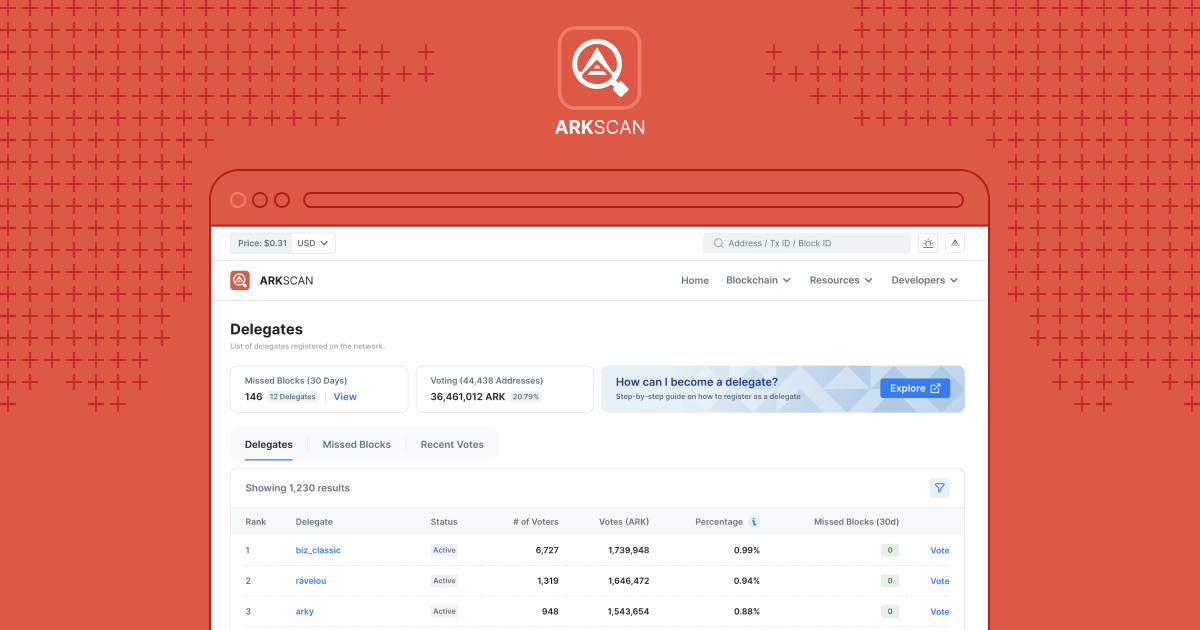 ARKSCAN
Price: $0.31 USD Address / Tx ID / Block ID
ARKSCAN Home Blockchain Resources Developers
Delegates
List of delegates registered on the network.
Missed Blocks (30 Days) Voting (44,438 Addresses) How can I become a delegate?
146 12 Delegates View 36,461,012 ARK 20.79% Step-by-step guide on how to register as a delegate Explore
Delegates Missed Blocks Recent Votes
Showing 1,230 results
Rank Delegate Status # of Voters Votes (ARK) Percentage i Missed Blocks (30d)
1 biz_classic Active 6,727 1,739,948 0.99% 0 Vote
2 ravelou Active 1,319 1,646,472 0.94% 0 Vote
3 arky Active 948 1,543,654 0.88% 0 Vote